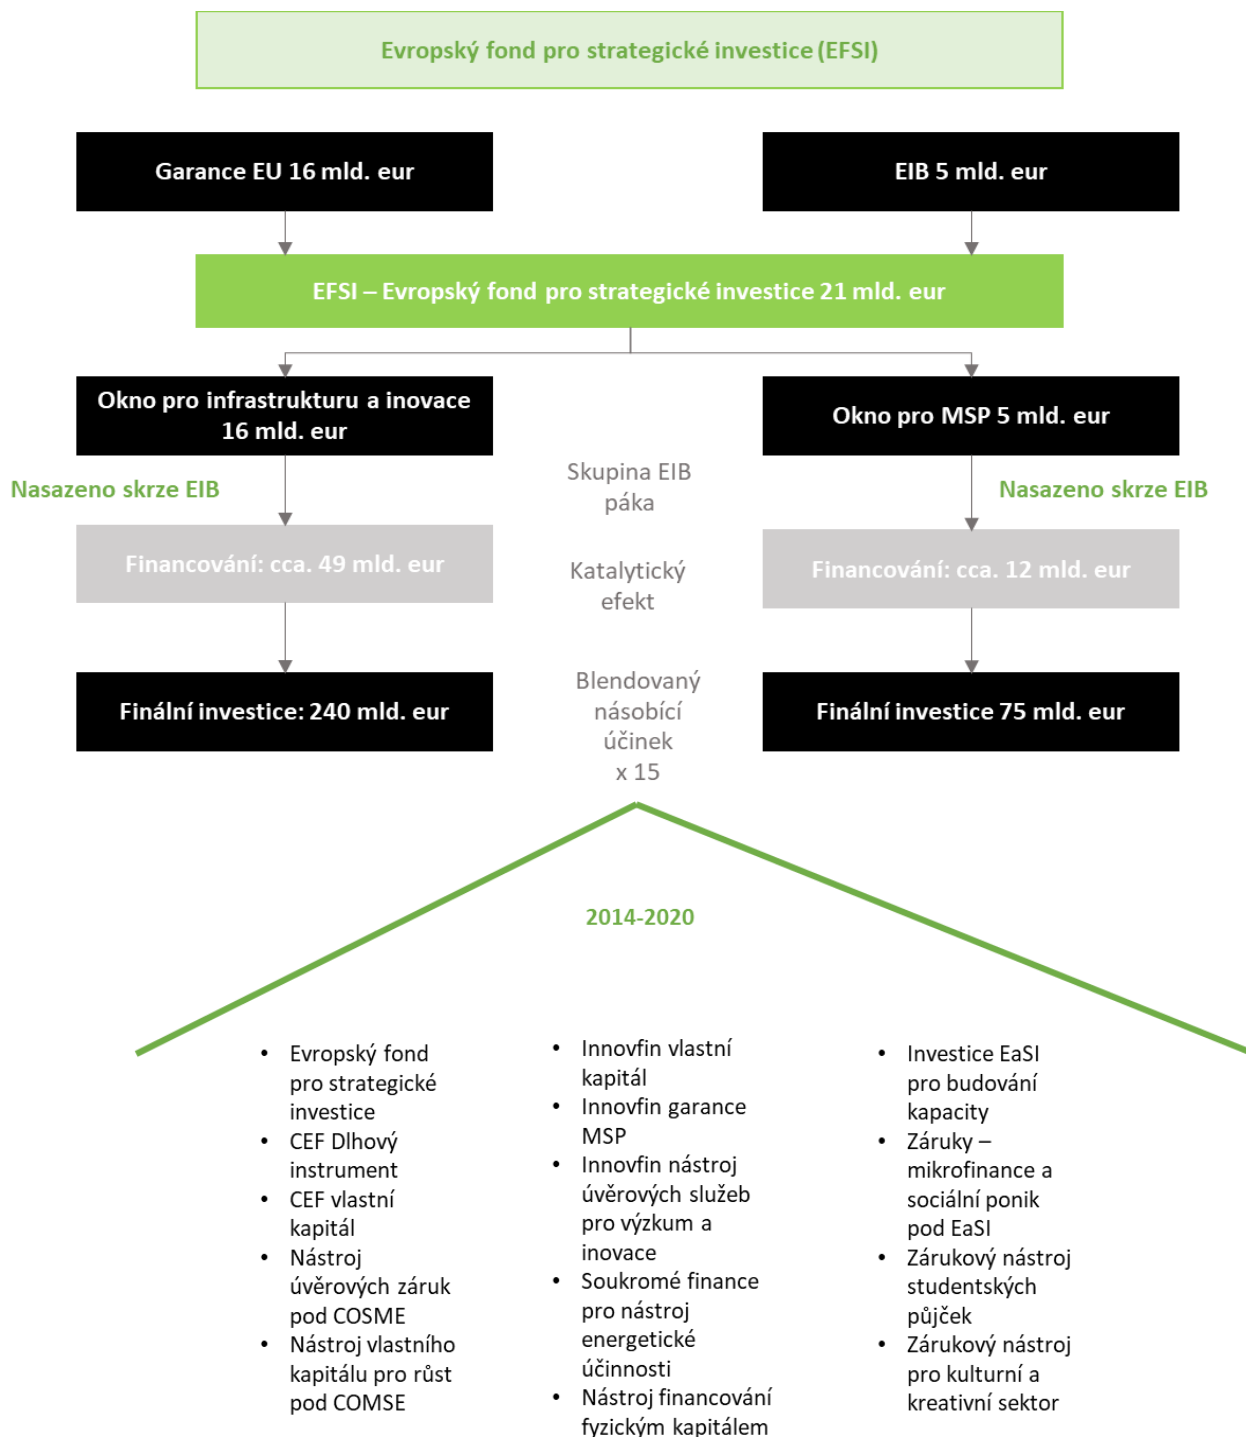 Evropský fond pro strategické investice (EFSI)
Garance EU 16 mld. eur
EIB 5 mld. eur
EFSI – Evropský fond pro strategické investice 21 mld. eur
Okno pro infrastrukturu a inovace
16 mld. eur
Okno pro MSP 5 mld. eur
Nasazeno skrze EIB
Skupina EIB
páka
Nasazeno skrze EIB
Financování: cca. 49 mld. eur
Katalytický
efekt
Financování: cca. 12 mld. eur
Finální investice: 240 mld. eur
Blendovaný
násobící
účinek
x 15
Finální investice 75 mld. eur
2014-2020
• Evropský fond
pro strategické
investice
• CEF Dlhový
instrument
• CEF vlastní
kapitál
• Nástroj
úvěrových záruk
pod COSME
• Nástroj vlastního
kapitálu pro růst
pod COMSE
• Innovfin vlastní
kapitál
• Innovfin garance
MSP
• Innovfin nástroj
úvěrových služeb
pro výzkum a
inovace
• Soukromé finance
pro nástroj
energetické
účinnosti
• Nástroj financování
fyzickým kapitálem
• Investice EaSI
pro budování
kapacity
• Záruky –
mikrofinance a
sociální ponik
pod EaSI
• Zárukový nástroj
studentských
půjček
• Zárukový nástroj
pro kulturní a
kreativní sektor